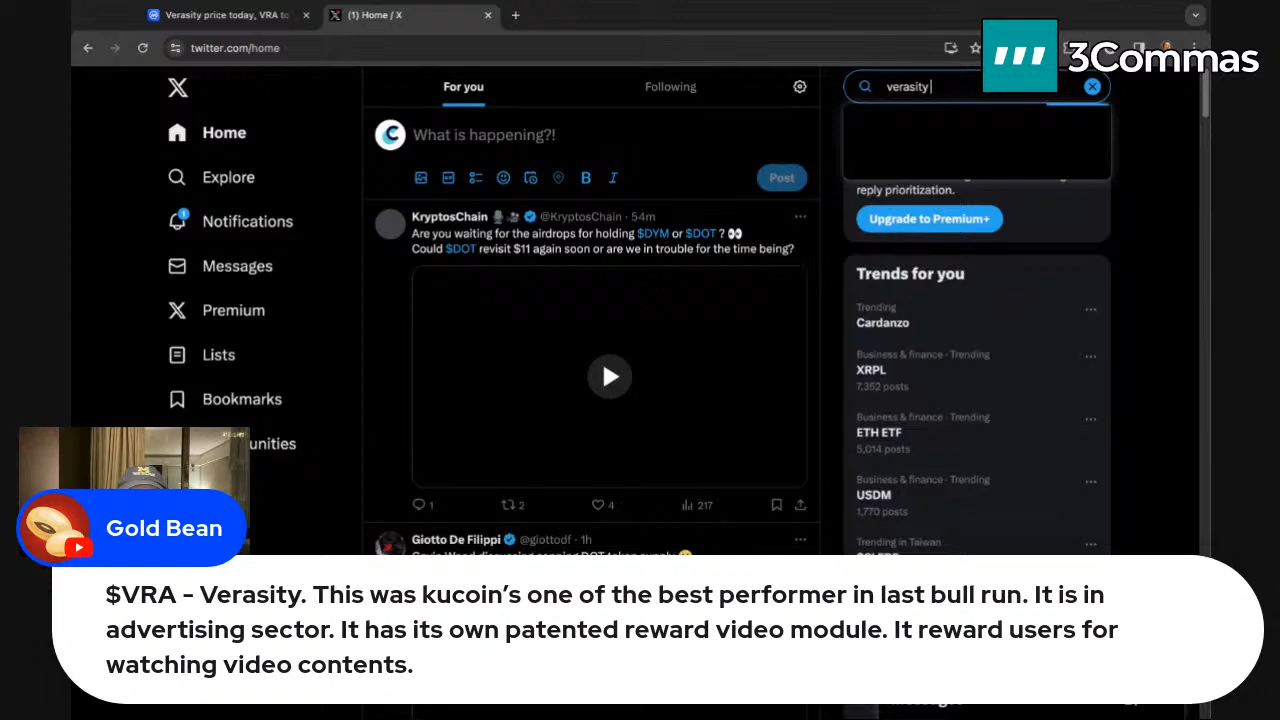 Verasity price today, VRA to
(1) Home / X
twitter.com/home
3Commas
For you
Following
verasity
Home
Explore
Notifications
1
Messages
Premium
Lists
Bookmarks
unities
What is happening?!
GIF
B
I
Post
KryptosChain @KryptosChain · 54m
Are you waiting for the airdrops for holding $DYM or $DOT ? 👀
Could $DOT revisit $11 again soon or are we in trouble for the time being?
1
2
4
217
Giotto De Filippi @giottodf · 1h
reply prioritization.
Upgrade to Premium+
Trends for you
Trending
Cardanzo
Business & finance · Trending
XRPL
7,352 posts
Business & finance · Trending
ETH ETF
5,014 posts
Business & finance · Trending
USDM
1,770 posts
Trending in Taiwan
Gold Bean
$VRA - Verasity. This was kucoin’s one of the best performer in last bull run. It is in
advertising sector. It has its own patented reward video module. It reward users for
watching video contents.